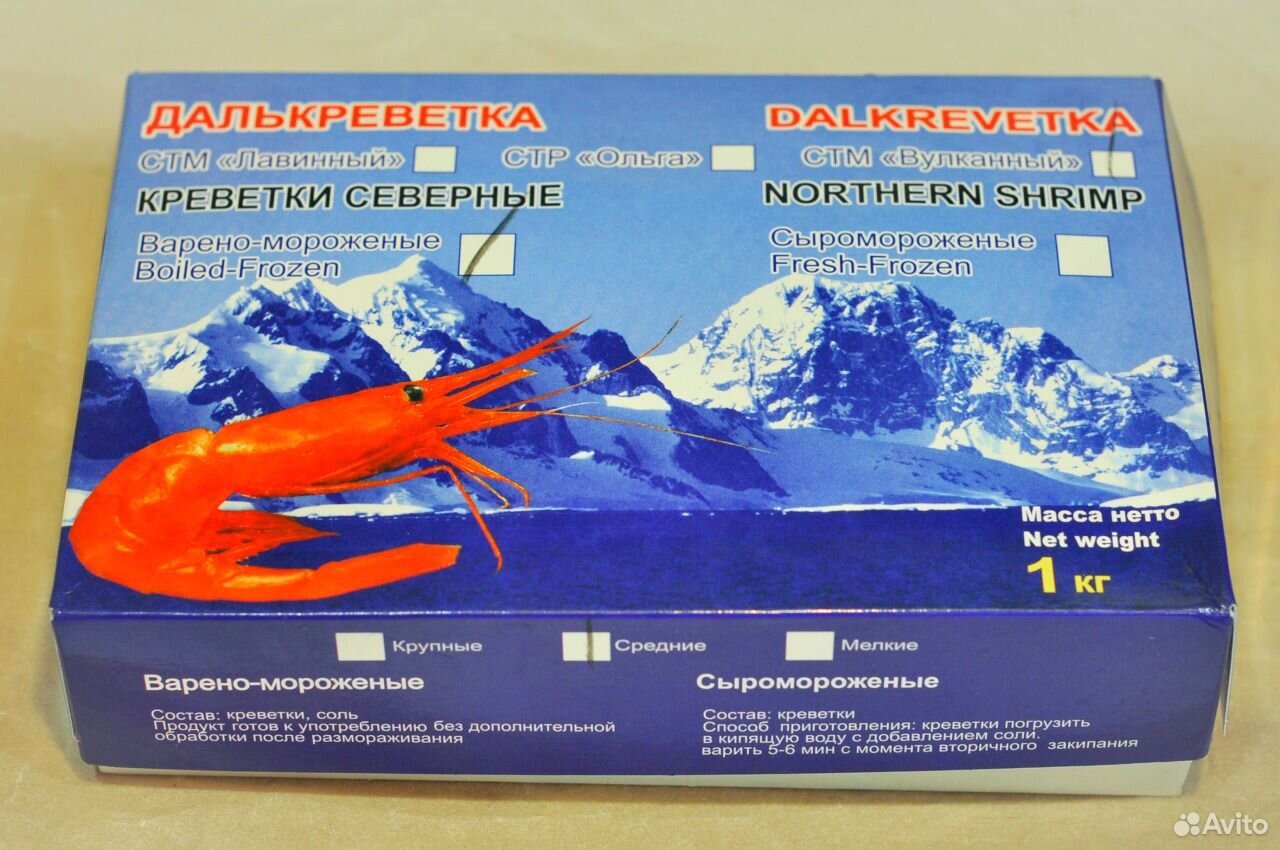 ДАЛЬКРЕВЕТКА DALKREVETKA
СТМ «Лавинный» СТР «Ольга» СТМ «Вулканный»
КРЕВЕТКИ СЕВЕРНЫЕ NORTHERN SHRIMP
Варено-мороженые Сыромороженые
Boiled-Frozen Fresh-Frozen
Масса нетто
Net weight
1 кг
Крупные Средние Мелкие
Варено-мороженые
Состав: креветки, соль
Продукт готов к употреблению без дополнительной
обработки после размораживания
Сыромороженые
Состав: креветки
Способ приготовления: креветки погрузить
в кипящую воду с добавлением соли.
варить 5-6 мин с момента вторичного закипания
Avito